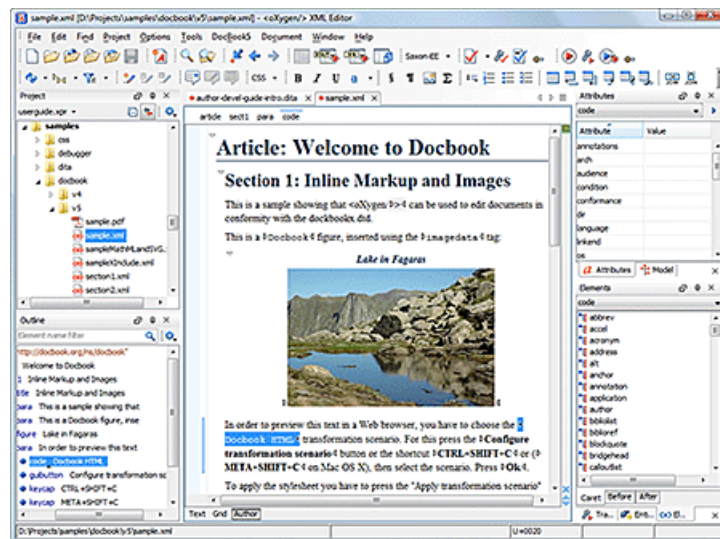 sample.xml [D:\Projects\samples\docbook\v5\sample.xml] - <oXygen/> XML Editor
File Edit Find Project Options Tools DocBook5 Document Window Help
Saxon-EE
CSS
B I U a
Project
userguide.xpr
samples
css
debugger
dita
docbook
v4
v5
sample.pdf
sample.xml
sampleMathMLandSVG.
sampleXInclude.xml
section1.xml
section2.xml
Outline
Element name filter
http://docbook.org/ns/docbook"
Welcome to Docbook
1 Inline Markup and Images
title Inline Markup and Images
para This is a sample showing that
para This is a Docbook figure, inse
figure Lake in Fagaras
para In order to preview this text
code Docbook HTML
guibutton Configure transformation sc
keycap CTRL+SHIFT+C
keycap META+SHIFT+C
author-devel-guide-intro.dita sample.xml
article sect1 para code
Article: Welcome to Docbook
Section 1: Inline Markup and Images
This is a sample showing that <oXygen/> can be used to edit documents in
conformity with the dockbookx dtd.
This is a Docbook figure, inserted using the imagedata tag:
Lake in Fagaras
In order to preview this text in a Web browser, you have to choose the
Docbook HTML transformation scenario. For this press the Configure
transformation scenario button or the shortcut CTRL+SHIFT+C or (
META+SHIFT+C on Mac OS X), then select the scenario. Press Ok.
To apply the stylesheet you have to press the "Apply transformation scenario"
Text Grid Author
Attributes
code
Attribute Value
annotations
arch
audience
condition
conformance
dir
language
linkend
os
Attributes Model
Elements
code
abbrev
accel
acronym
address
alt
anchor
annotation
application
author
bibliolist
biblioref
blockquote
bridgehead
calloutlist
Caret Before After
Tra... Ent... El...
D:\Projects\samples\docbook\v5\sample.xml
U+0020